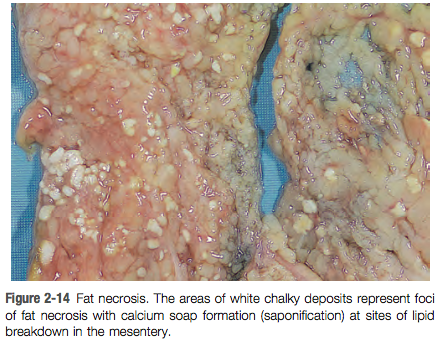 Figure 2-14 Fat necrosis. The areas of white chalky deposits represent foci
of fat necrosis with calcium soap formation (saponification) at sites of lipid
breakdown in the mesentery.